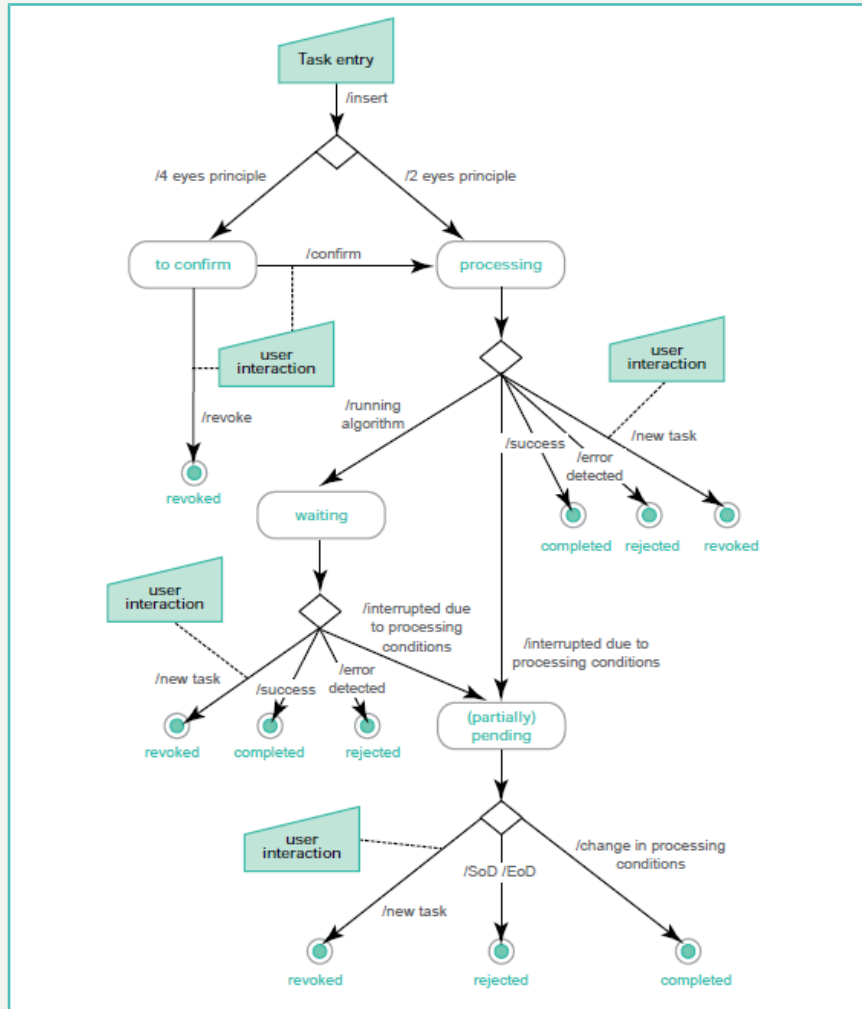 Task entry
/insert
/4 eyes principle
/2 eyes principle
to confirm
/confirm
processing
user
interaction
user
interaction
/running
algorithm
/revoke
/success
/error
detected
/new task
revoked
waiting
completed
rejected
revoked
user
interaction
/interrupted due
to processing
conditions
/interrupted due to
processing conditions
/new task
/success
/error
detected
(partially)
pending
revoked
completed
rejected
user
interaction
/change in processing
conditions
/SoD /EoD
/new task
revoked
rejected
completed